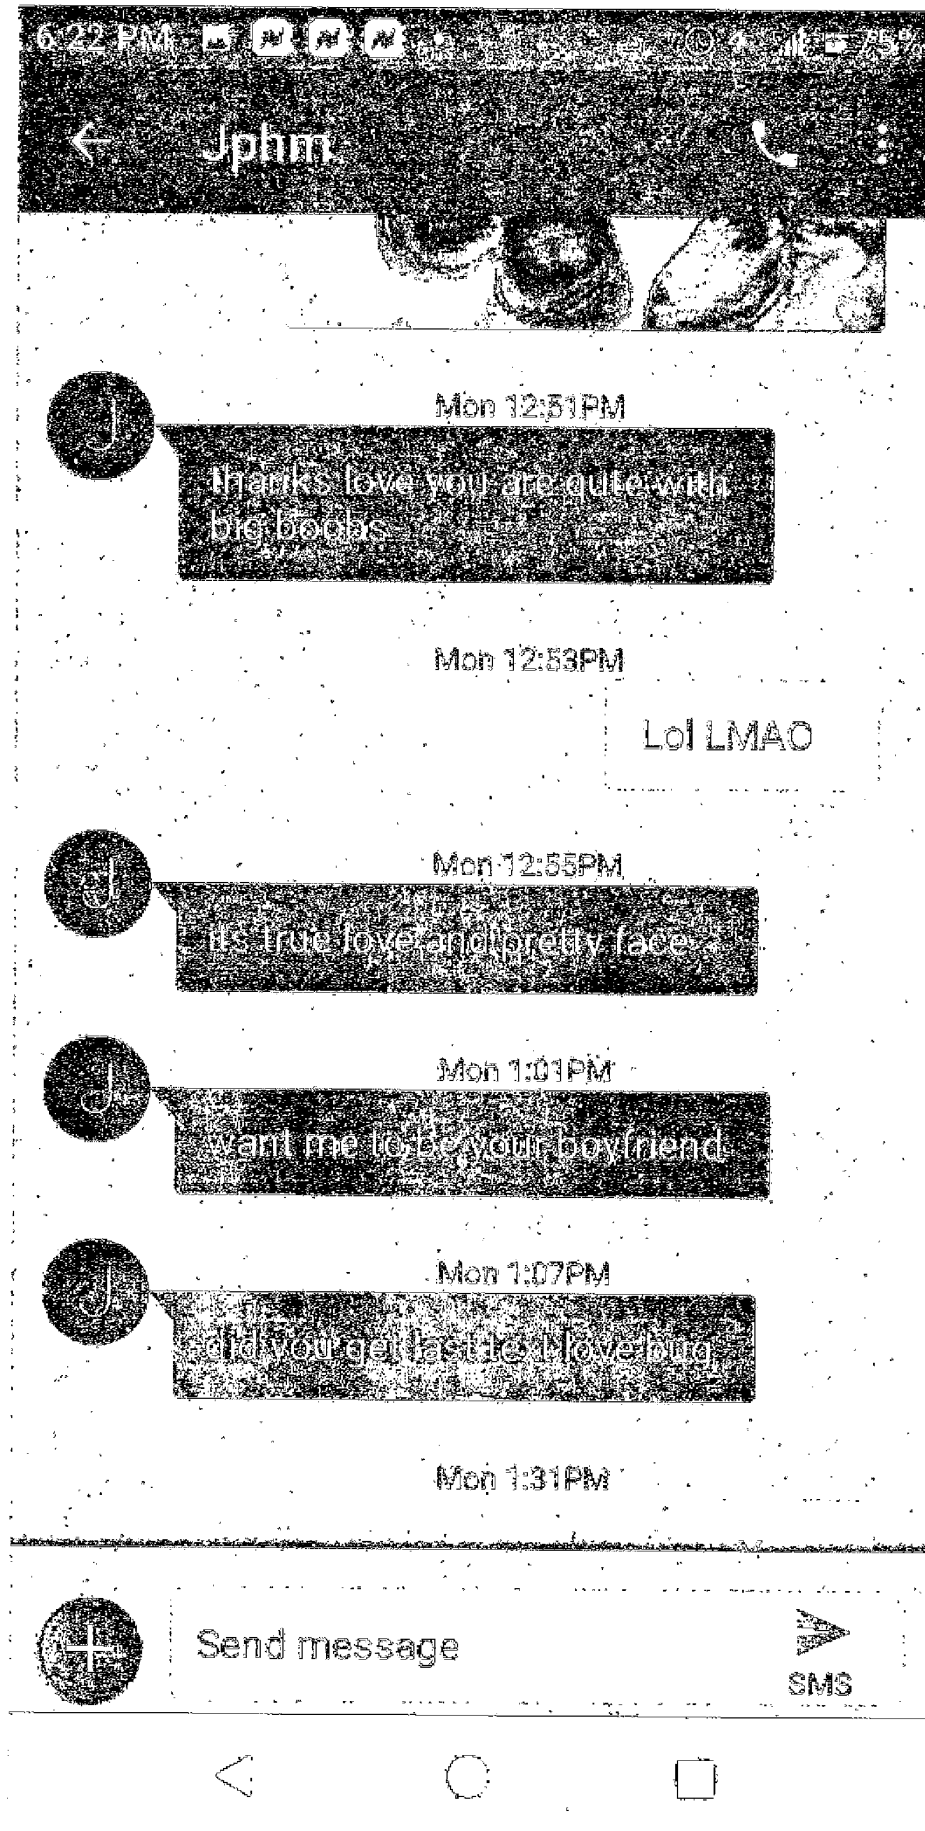 6:22 PM 75%
Jphm
Mon 12:51PM
J
thanks love you are qute with
big boobs
Mon 12:53PM
Lol LMAO
Mon 12:55PM
J
its true love and pretty face
Mon 1:01PM
J
want me to be your boyfriend
Mon 1:07PM
J
did you get last text love bug
Mon 1:31PM
Send message
SMS